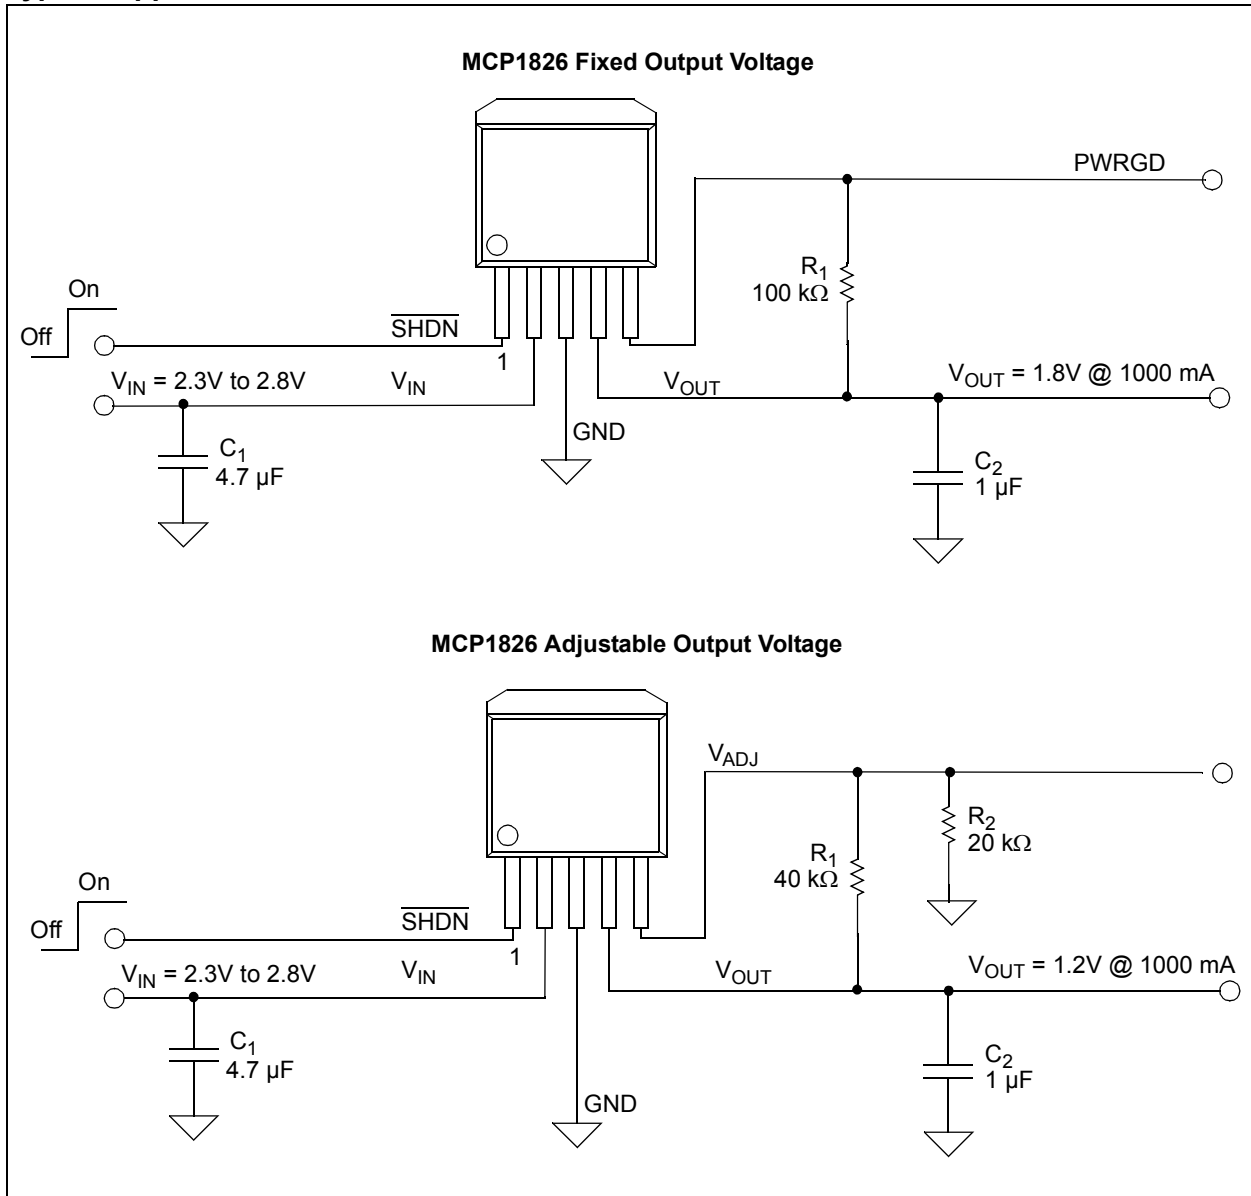 MCP1826 Fixed Output Voltage
PWRGD
R1
100 kΩ
On
Off
SHDN
1
VIN = 2.3V to 2.8V
VIN
VOUT
VOUT = 1.8V @ 1000 mA
GND
C1
4.7 µF
C2
1 µF
MCP1826 Adjustable Output Voltage
VADJ
R2
20 kΩ
R1
40 kΩ
On
Off
SHDN
1
VIN = 2.3V to 2.8V
VIN
VOUT
VOUT = 1.2V @ 1000 mA
C1
4.7 µF
C2
1 µF
GND